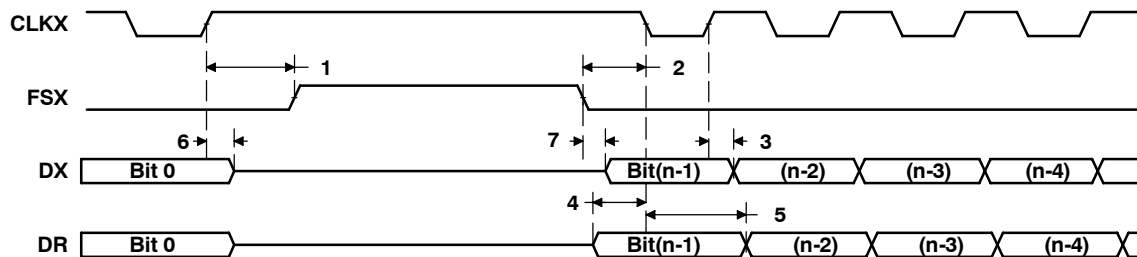 CLKX
1 2
FSX
6 7 3
DX Bit 0 Bit(n-1) (n-2) (n-3) (n-4)
4 5
DR Bit 0 Bit(n-1) (n-2) (n-3) (n-4)